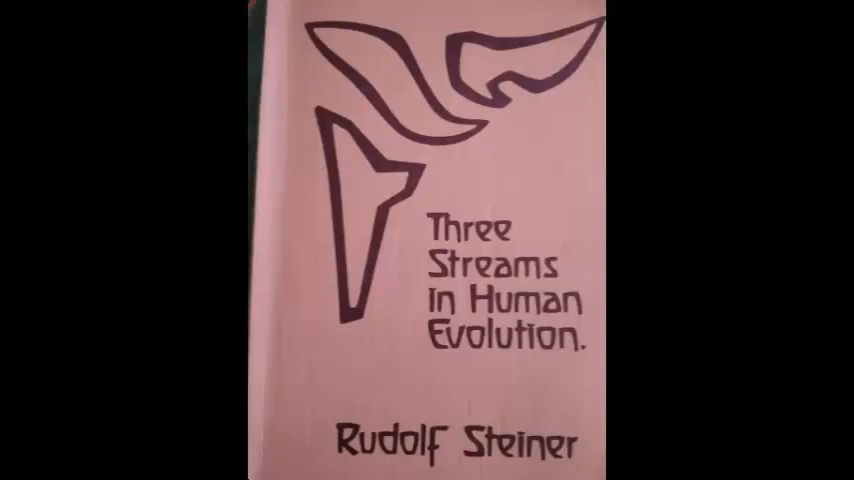 Three
Streams
in Human
Evolution.
Rudolf Steiner